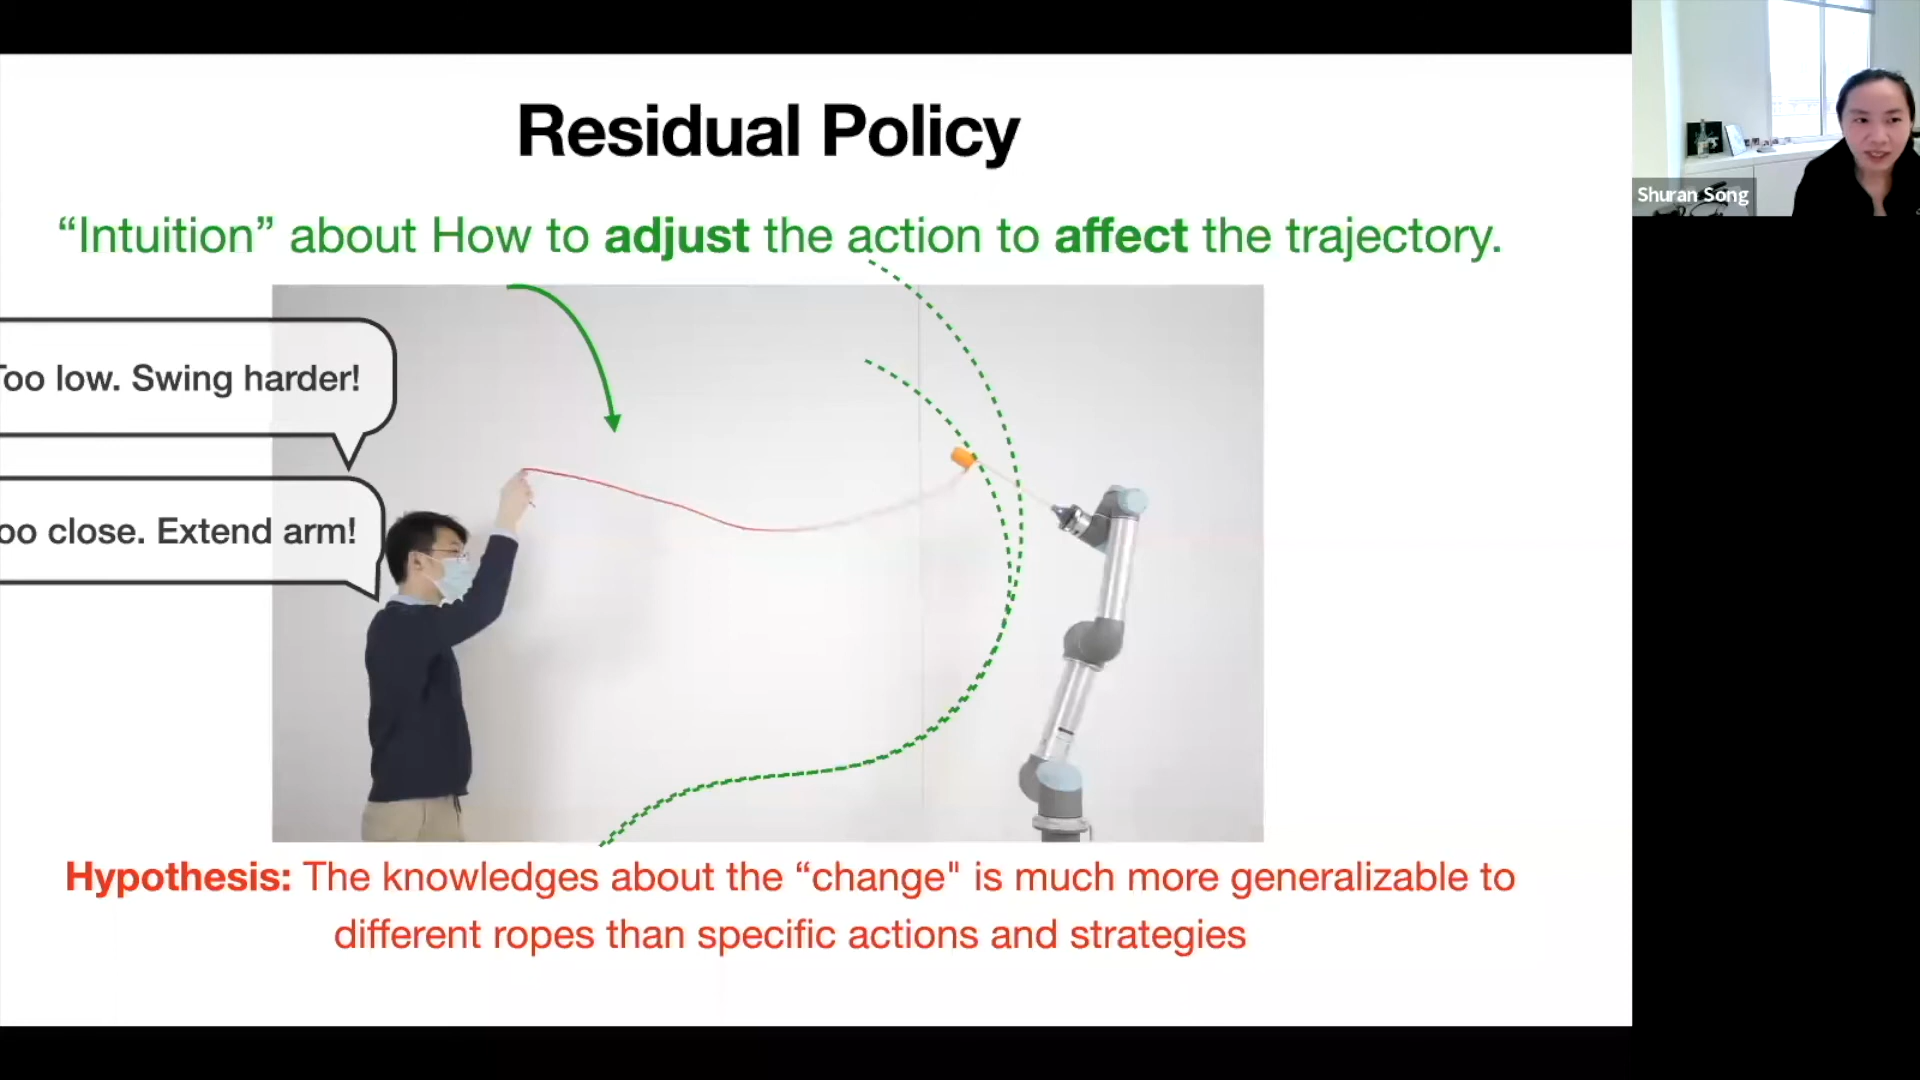 Residual Policy
“Intuition” about How to adjust the action to affect the trajectory.
Too low. Swing harder!
close. Extend arm!
Hypothesis: The knowledges about the “change" is much more generalizable to
different ropes than specific actions and strategies
Shuran Song